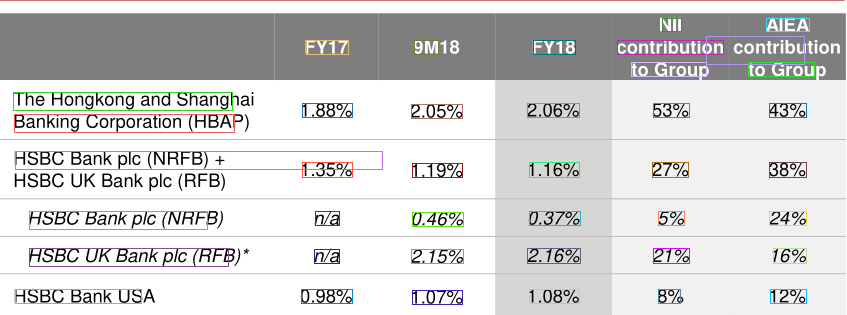 FY17 9M18 FY18 NII contribution to Group AIEA contribution to Group
The Hongkong and Shanghai
Banking Corporation (HBAP) 1.88% 2.05% 2.06% 53% 43%
HSBC Bank plc (NRFB) +
HSBC UK Bank plc (RFB) 1.35% 1.19% 1.16% 27% 38%
HSBC Bank plc (NRFB) n/a 0.46% 0.37% 5% 24%
HSBC UK Bank plc (RFB)* n/a 2.15% 2.16% 21% 16%
HSBC Bank USA 0.98% 1.07% 1.08% 8% 12%